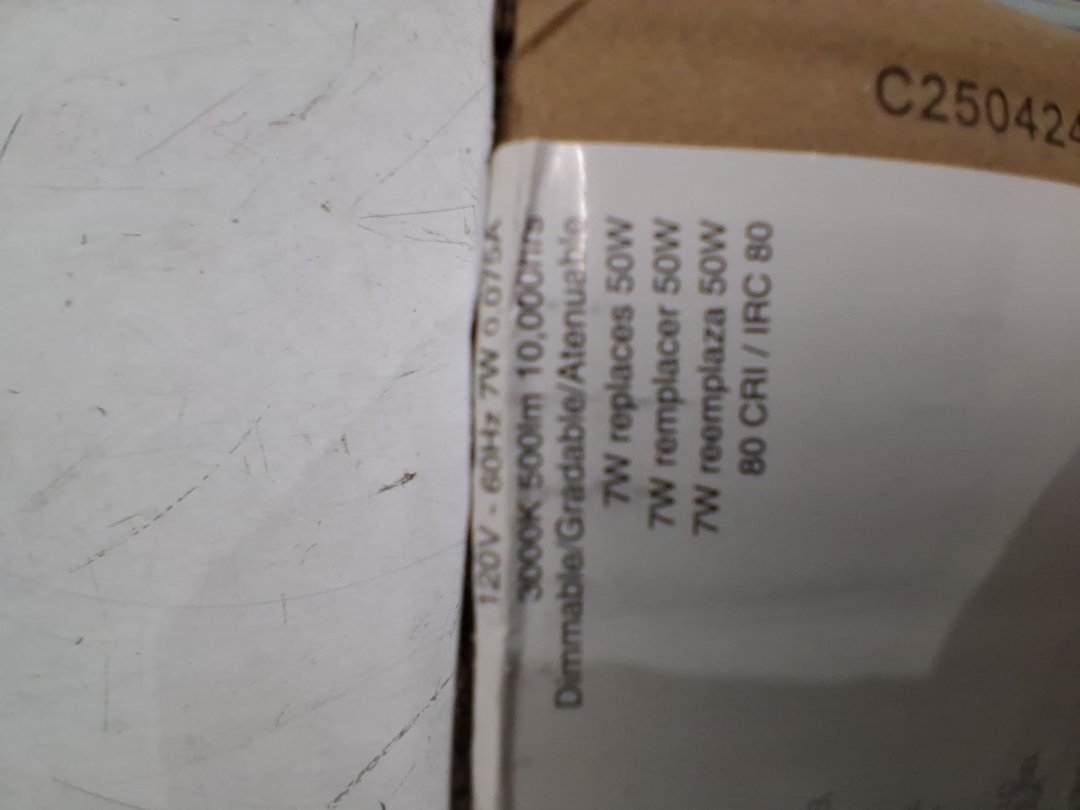 C250424
120V - 60Hz 7W 0.075A
3000K 500lm 10,000hrs
Dimmable/Gradable/Atenuable
7W replaces 50W
7W remplacer 50W
7W reemplaza 50W
80 CRI / IRC 80